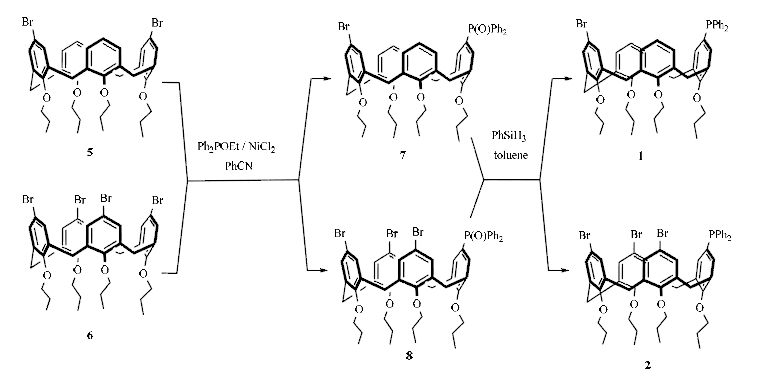 Br Br
O O O O
5
Br Br Br Br
O O O O
6
Ph₂POEt / NiCl₂
PhCN
Br P(O)Ph₂
O O O O
7
Br Br Br P(O)Ph₂
O O O O
8
PhSiH₃
toluene
Br PPh₂
O O O O
1
Br Br Br PPh₂
O O O O
2